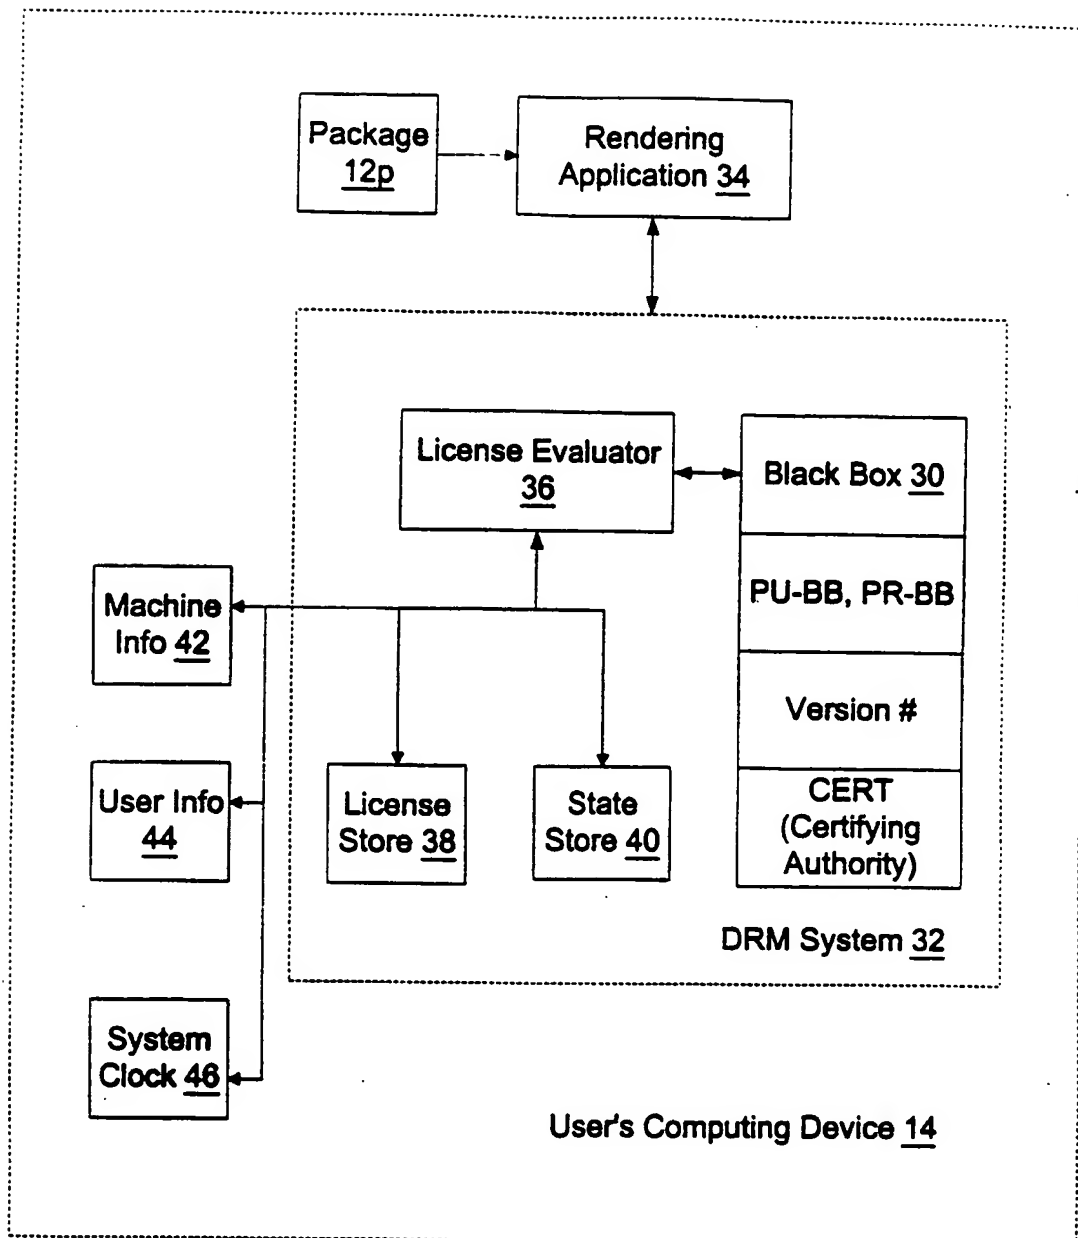 Package
12p
Rendering
Application 34
License Evaluator
36
Black Box 30
PU-BB, PR-BB
Version #
CERT
(Certifying
Authority)
Machine
Info 42
User Info
44
License
Store 38
State
Store 40
DRM System 32
System
Clock 46
User's Computing Device 14